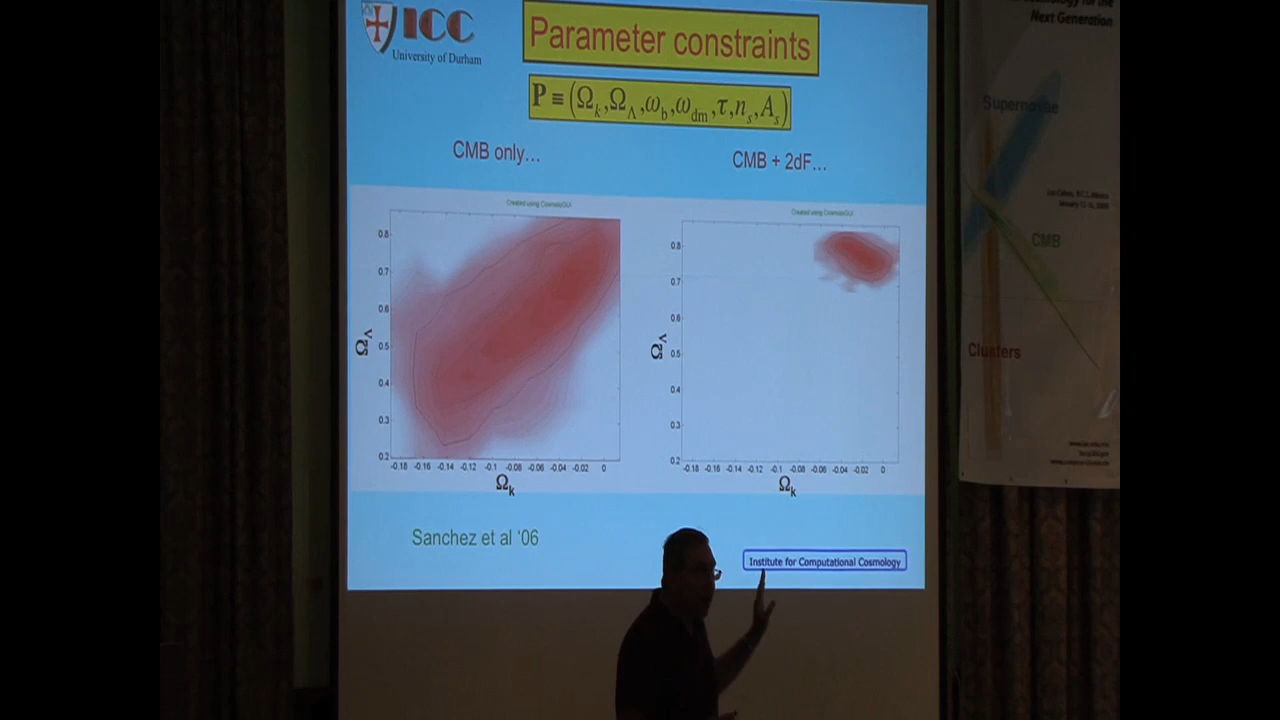 ICC
University of Durham
Parameter constraints
P ≡ (Ω_k, Ω_Λ, ω_b, ω_dm, τ, n_s, A_s)
CMB only...
CMB + 2dF...
Created using CosmoloGUI
0.8
0.7
0.6
0.5
0.4
0.3
0.2
Ω_Λ
-0.18 -0.16 -0.14 -0.12 -0.1 -0.08 -0.06 -0.04 -0.02 0
Ω_k
Created using CosmoloGUI
0.8
0.7
0.6
0.5
0.4
0.3
0.2
Ω_Λ
-0.18 -0.16 -0.14 -0.12 -0.1 -0.08 -0.06 -0.04 -0.02 0
Ω_k
Sanchez et al '06
Institute for Computational Cosmology
for the
Next Generation
Supernovae
CMB
Clusters